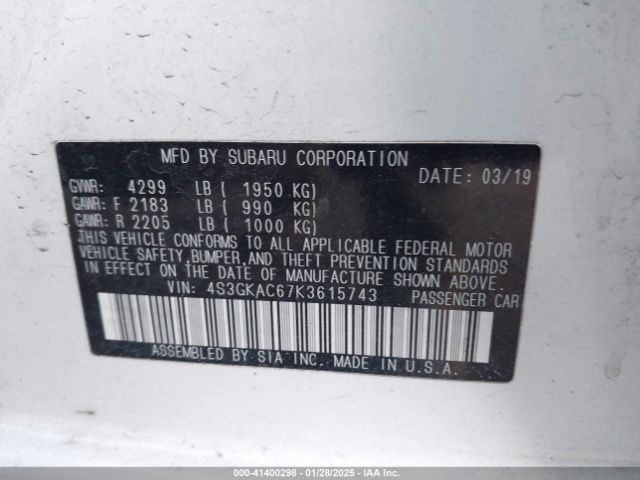 MFD BY SUBARU CORPORATION
DATE: 03/19
GVWR: 4299 LB ( 1950 KG)
GAWR: F 2183 LB ( 990 KG)
GAWR: R 2205 LB ( 1000 KG)
THIS VEHICLE CONFORMS TO ALL APPLICABLE FEDERAL MOTOR
VEHICLE SAFETY, BUMPER, AND THEFT PREVENTION STANDARDS
IN EFFECT ON THE DATE OF MANUFACTURE SHOWN ABOVE.
VIN: 4S3GKAC67K3615743 PASSENGER CAR
ASSEMBLED BY SIA INC. MADE IN U.S.A.
000-41400298 - 01/28/2025 - IAA Inc.